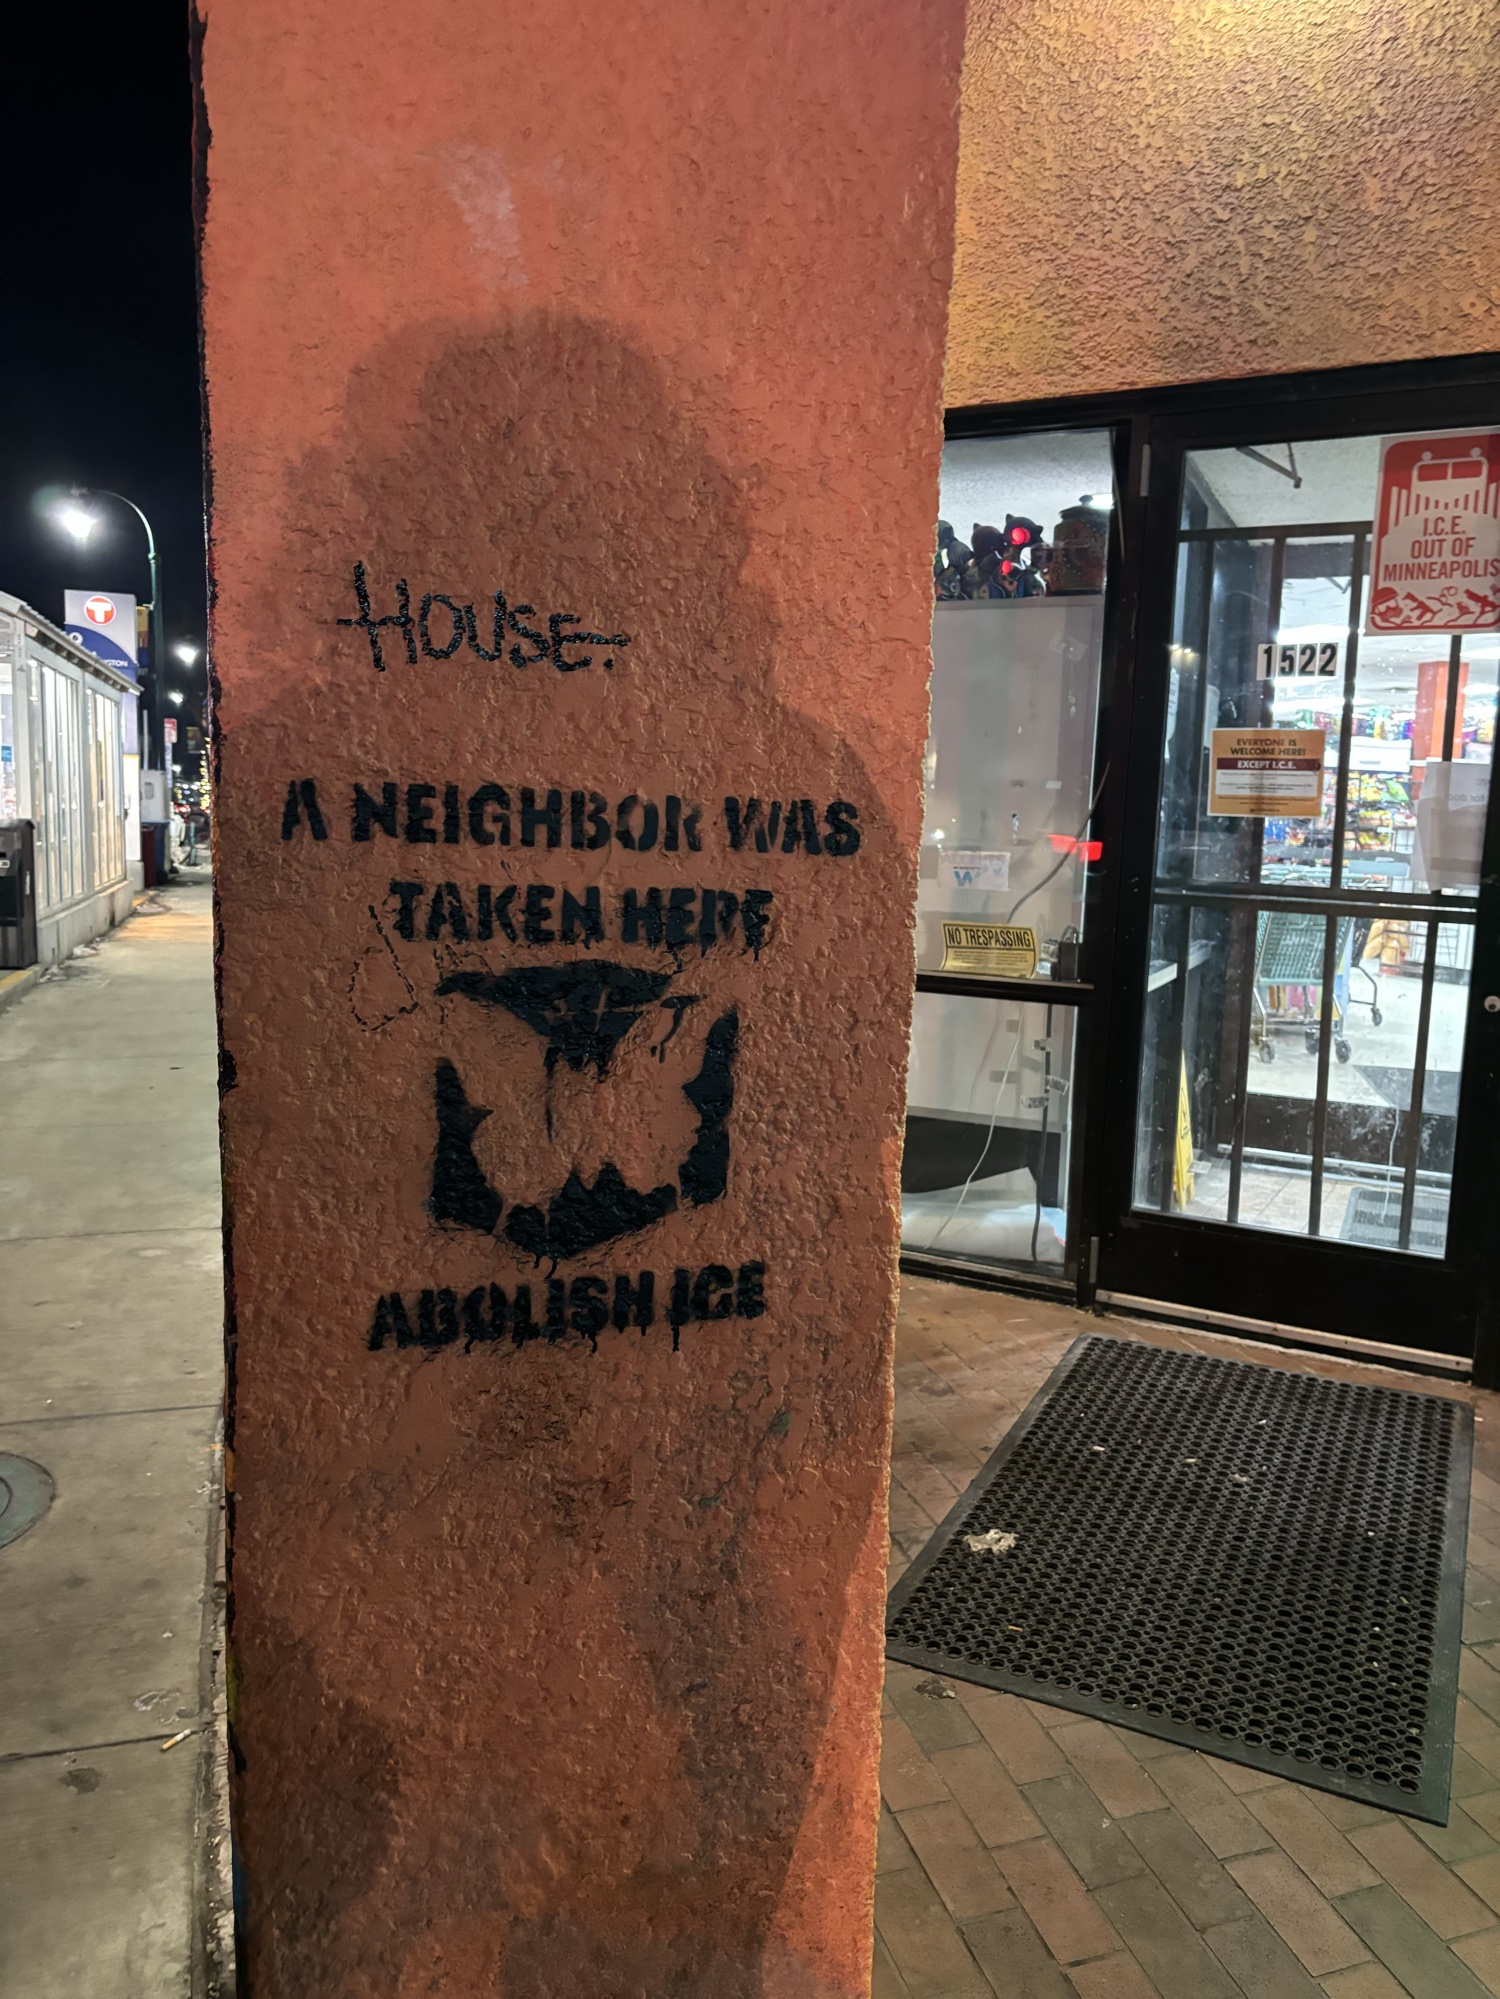 HOUSE.
A NEIGHBOR WAS
TAKEN HERE
ABOLISH ICE
I.C.E.
OUT OF
MINNEAPOLIS
1522
EVERYONE IS
WELCOME HERE!
EXCEPT I.C.E.
NO TRESPASSING
T